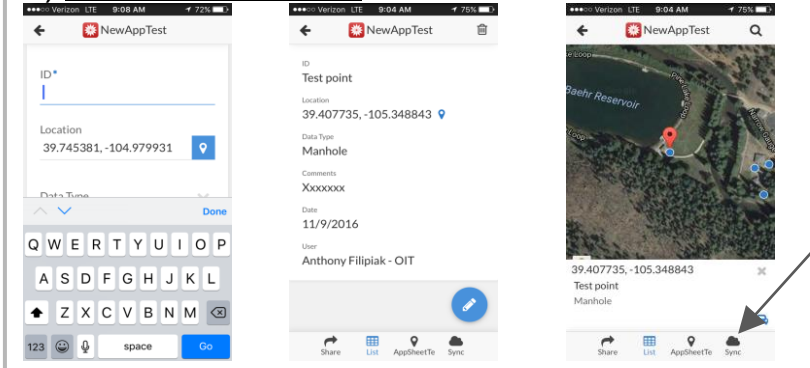 ●●●○○ Verizon LTE 9:08 AM 72%
NewAppTest
ID*
Location
39.745381, -104.979931
Data Type
Done
Q W E R T Y U I O P
A S D F G H J K L
Z X C V B N M
123 space Go
●●●○○ Verizon LTE 9:04 AM 75%
NewAppTest
ID
Test point
Location
39.407735, -105.348843
Data Type
Manhole
Comments
Xxxxxxx
Date
11/9/2016
User
Anthony Filipiak - OIT
Share List AppSheetTe Sync
●●●○○ Verizon LTE 9:04 AM 75%
NewAppTest
Baehr Reservoir
39.407735, -105.348843
Test point
Manhole
Share List AppSheetTe Sync